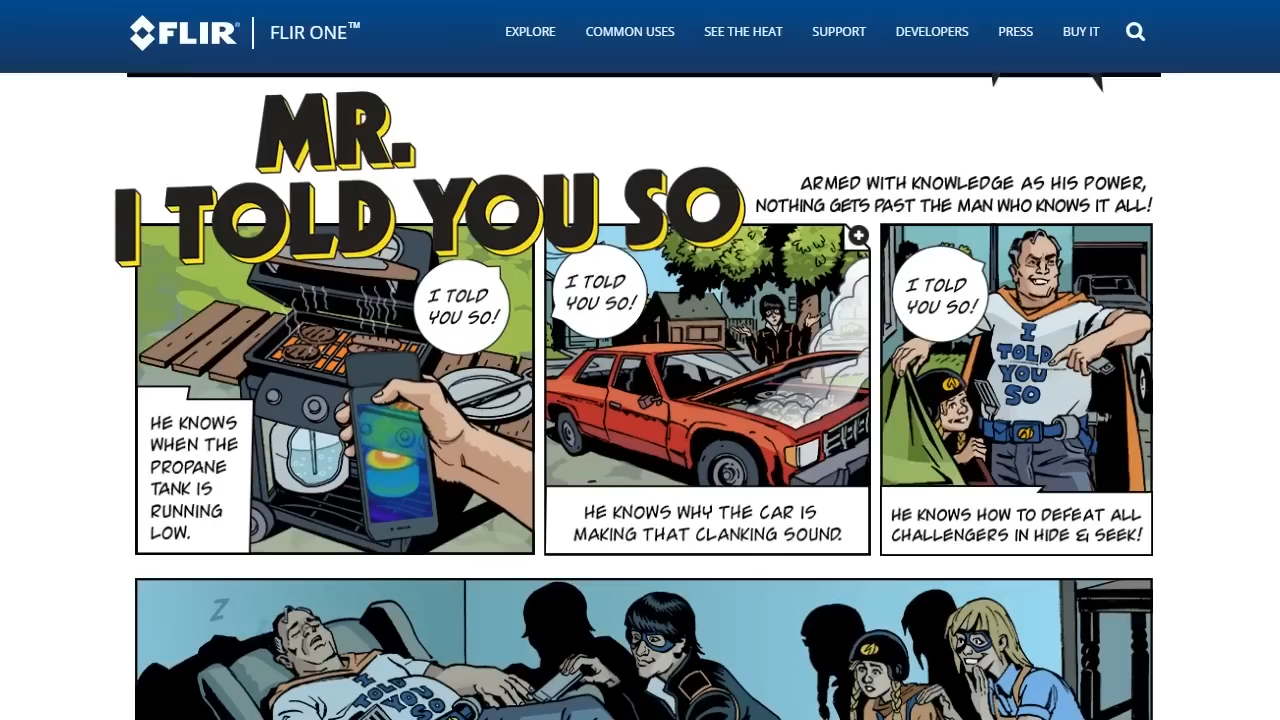 FLIR FLIR ONE™ EXPLORE COMMON USES SEE THE HEAT SUPPORT DEVELOPERS PRESS BUY IT
MR.
I TOLD YOU SO
ARMED WITH KNOWLEDGE AS HIS POWER,
NOTHING GETS PAST THE MAN WHO KNOWS IT ALL!
I TOLD
YOU SO!
HE KNOWS
WHEN THE
PROPANE
TANK IS
RUNNING
LOW.
I TOLD
YOU SO!
HE KNOWS WHY THE CAR IS
MAKING THAT CLANKING SOUND.
I TOLD
YOU SO!
I
TOLD
YOU
SO
HE KNOWS HOW TO DEFEAT ALL
CHALLENGERS IN HIDE & SEEK!
Z
I
TOLD
YOU SO